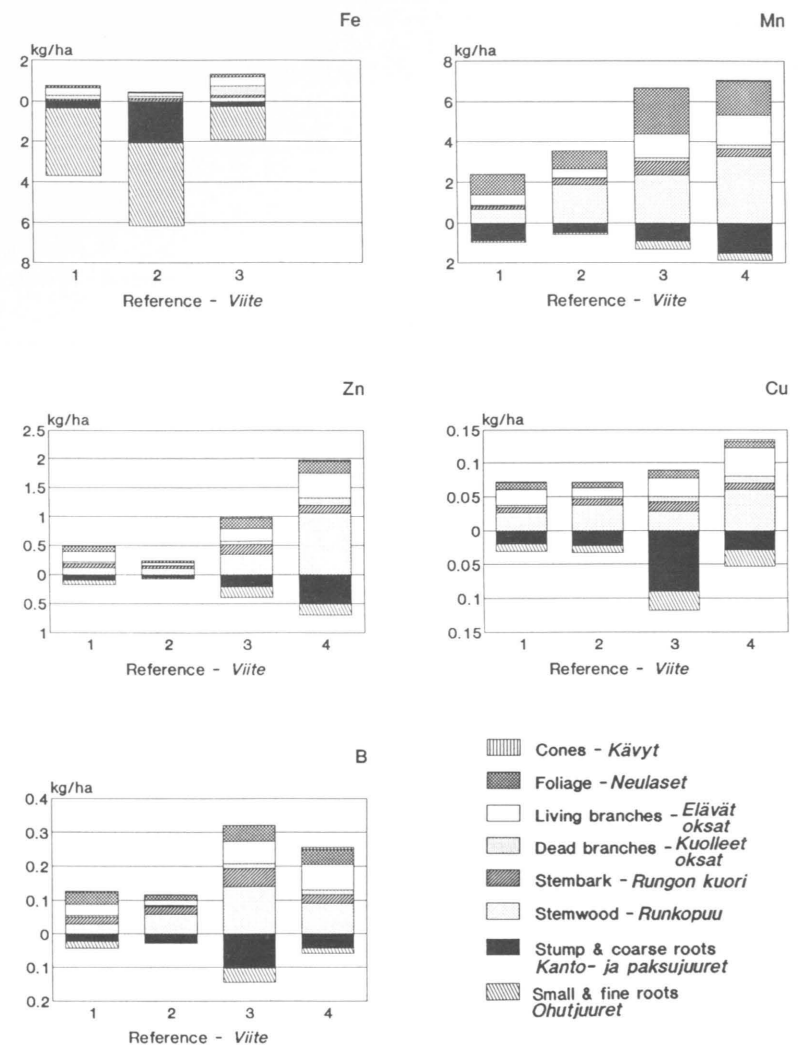 Fe
kg/ha
2
0
2
4
6
8
1 2 3
Reference - Viite
Mn
kg/ha
8
6
4
2
0
2
1 2 3 4
Reference - Viite
Zn
kg/ha
2.5
2
1.5
1
0.5
0
0.5
1
1 2 3 4
Reference - Viite
Cu
kg/ha
0.15
0.1
0.05
0
0.05
0.1
0.15
1 2 3 4
Reference - Viite
B
kg/ha
0.4
0.3
0.2
0.1
0
0.1
0.2
1 2 3 4
Reference - Viite
Cones - Kävyt
Foliage - Neulaset
Living branches - Elävät
oksat
Dead branches - Kuolleet
oksat
Stembark - Rungon kuori
Stemwood - Runkopuu
Stump & coarse roots
Kanto- ja paksujuuret
Small & fine roots
Ohutjuuret